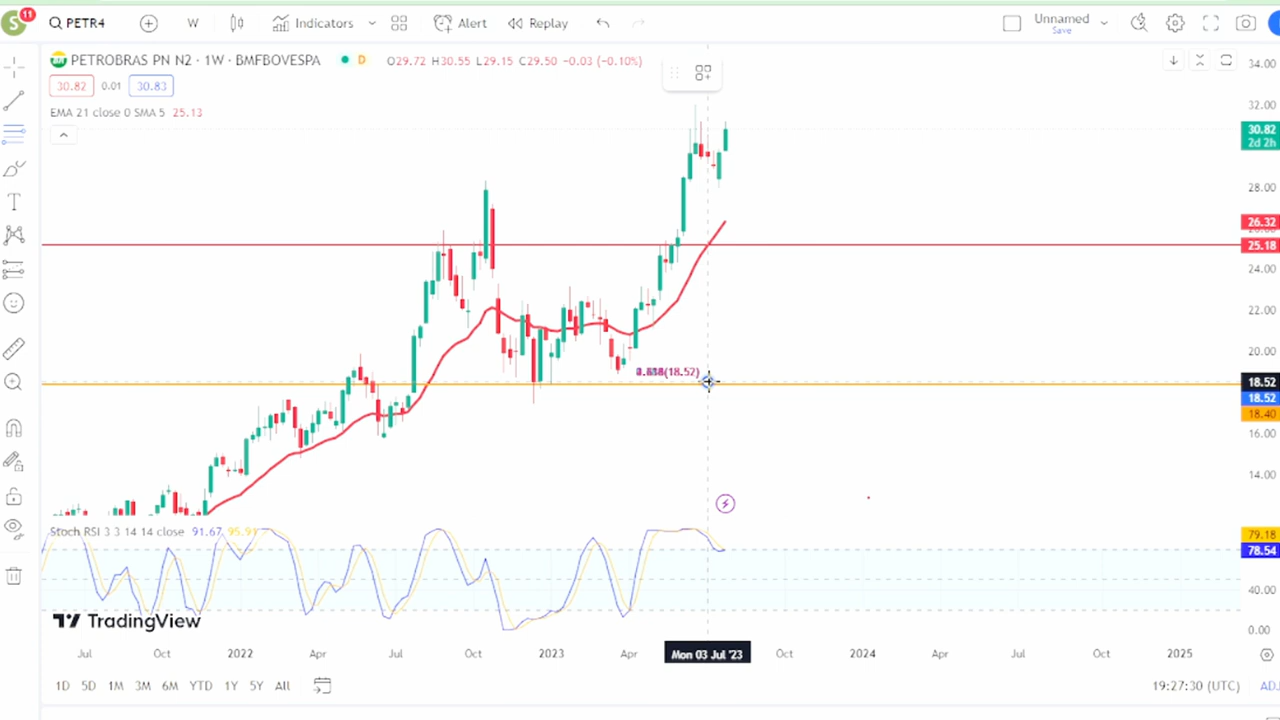 S 11 PETR4 W Indicators Alert Replay Unnamed
Save
PETROBRAS PN N2 · 1W · BMFBOVESPA D O29.72 H30.55 L29.15 C29.50 −0.03 (−0.10%)
30.82 0.01 30.83
EMA 21 close 0 SMA 5 25.13
34.00
32.00
30.82
2d 2h
28.00
26.32
25.18
24.00
22.00
20.00
(18.52)
18.52
18.52
18.40
16.00
14.00
Stoch RSI 3 3 14 14 close 91.67 95.91
79.18
78.54
40.00
0.00
TradingView
Jul Oct 2022 Apr Jul Oct 2023 Apr Mon 03 Jul '23 Oct 2024 Apr Jul Oct 2025
1D 5D 1M 3M 6M YTD 1Y 5Y All 19:27:30 (UTC) ADJ